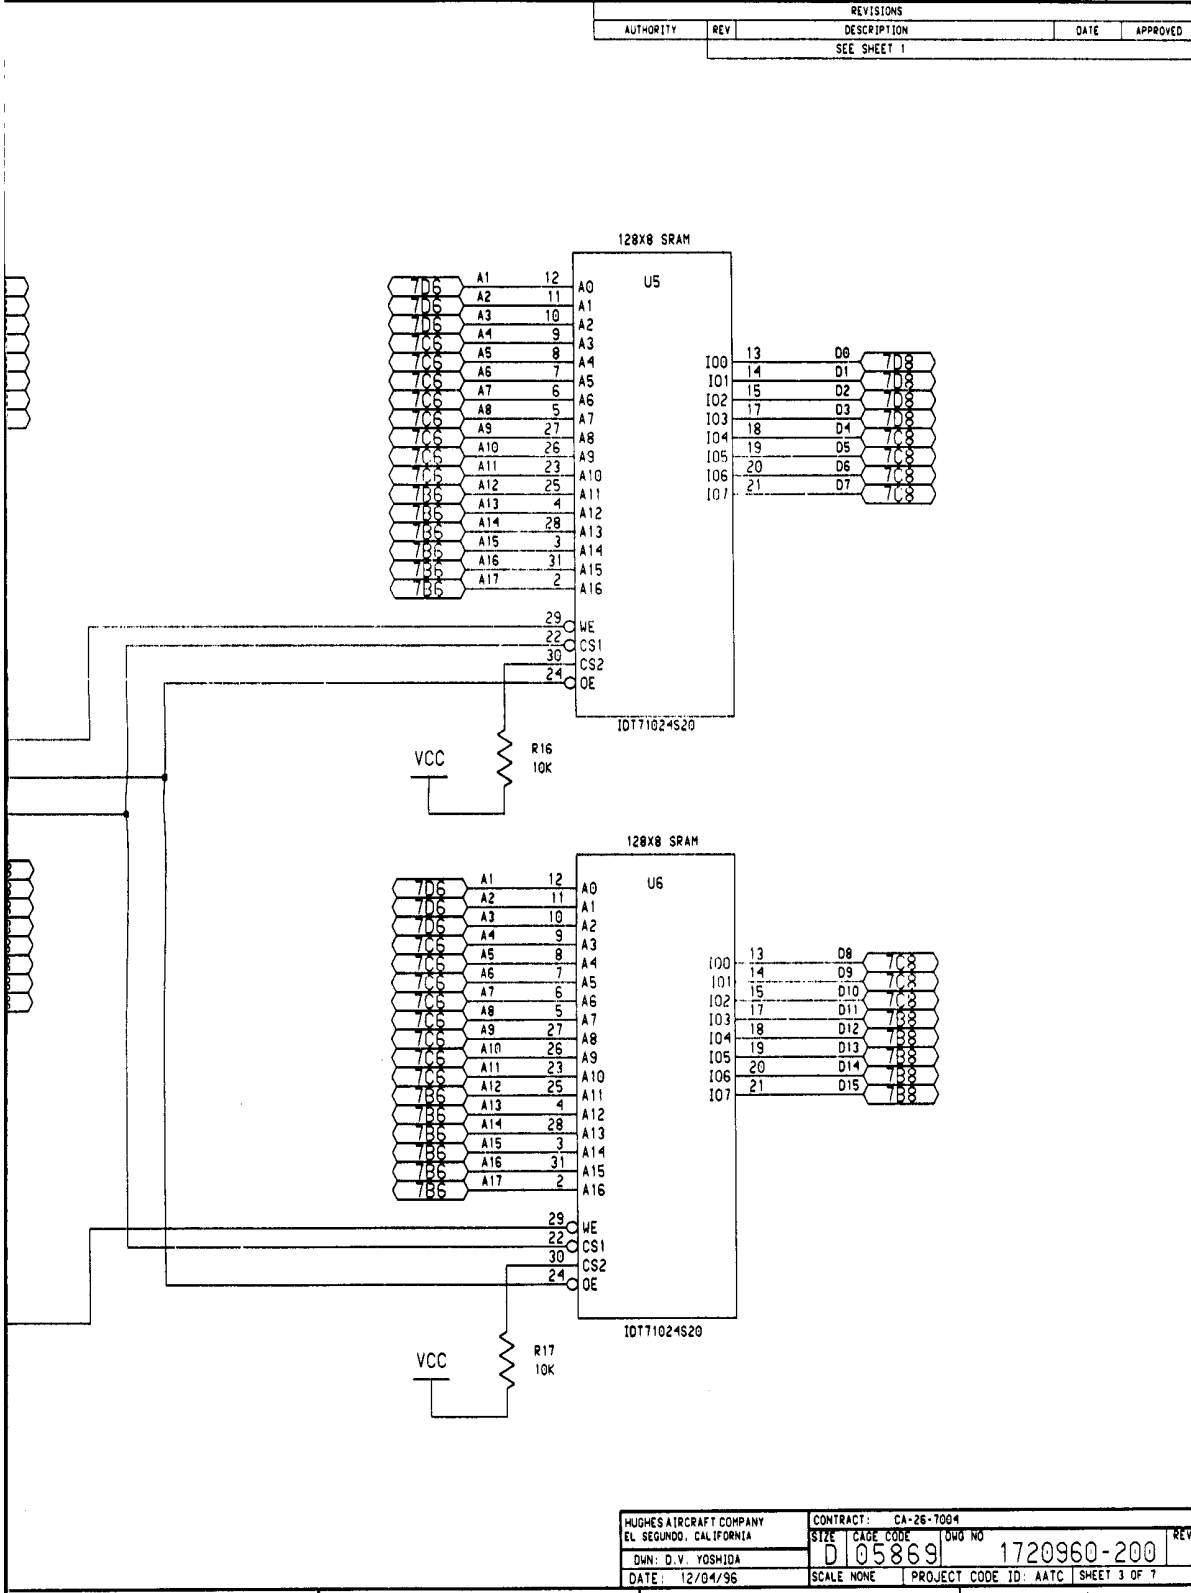 REVISIONS
AUTHORITY REV DESCRIPTION DATE APPROVED
SEE SHEET 1
128X8 SRAM
U5
7D6 A1 12 A0
7D6 A2 11 A1
7D6 A3 10 A2
7C6 A4 9 A3
7C6 A5 8 A4
7C6 A6 7 A5
7C6 A7 6 A6
7C6 A8 5 A7
7C6 A9 27 A8
7C6 A10 26 A9
7C6 A11 23 A10
7B6 A12 25 A11
7B6 A13 4 A12
7B6 A14 28 A13
7B6 A15 3 A14
7B6 A16 31 A15
7B6 A17 2 A16
IO0 13 D0 7D8
IO1 14 D1 7D8
IO2 15 D2 7D8
IO3 17 D3 7D8
IO4 18 D4 7C8
IO5 19 D5 7C8
IO6 20 D6 7C8
IO7 21 D7 7C8
29 WE
22 CS1
30 CS2
24 OE
IDT71024S20
VCC
R16
10K
128X8 SRAM
U6
7D6 A1 12 A0
7D6 A2 11 A1
7D6 A3 10 A2
7C6 A4 9 A3
7C6 A5 8 A4
7C6 A6 7 A5
7C6 A7 6 A6
7C6 A8 5 A7
7C6 A9 27 A8
7C6 A10 26 A9
7C6 A11 23 A10
7B6 A12 25 A11
7B6 A13 4 A12
7B6 A14 28 A13
7B6 A15 3 A14
7B6 A16 31 A15
7B6 A17 2 A16
IO0 13 D8 7C8
IO1 14 D9 7C8
IO2 15 D10 7C8
IO3 17 D11 7B8
IO4 18 D12 7B8
IO5 19 D13 7B8
IO6 20 D14 7B8
IO7 21 D15 7B8
29 WE
22 CS1
30 CS2
24 OE
IDT71024S20
VCC
R17
10K
HUGHES AIRCRAFT COMPANY
EL SEGUNDO, CALIFORNIA
DWN: D.V. YOSHIDA
DATE: 12/04/96
CONTRACT: CA-26-7004
SIZE CAGE CODE DWG NO REV
D 05869 1720960-200
SCALE NONE PROJECT CODE ID: AATC SHEET 3 OF 7